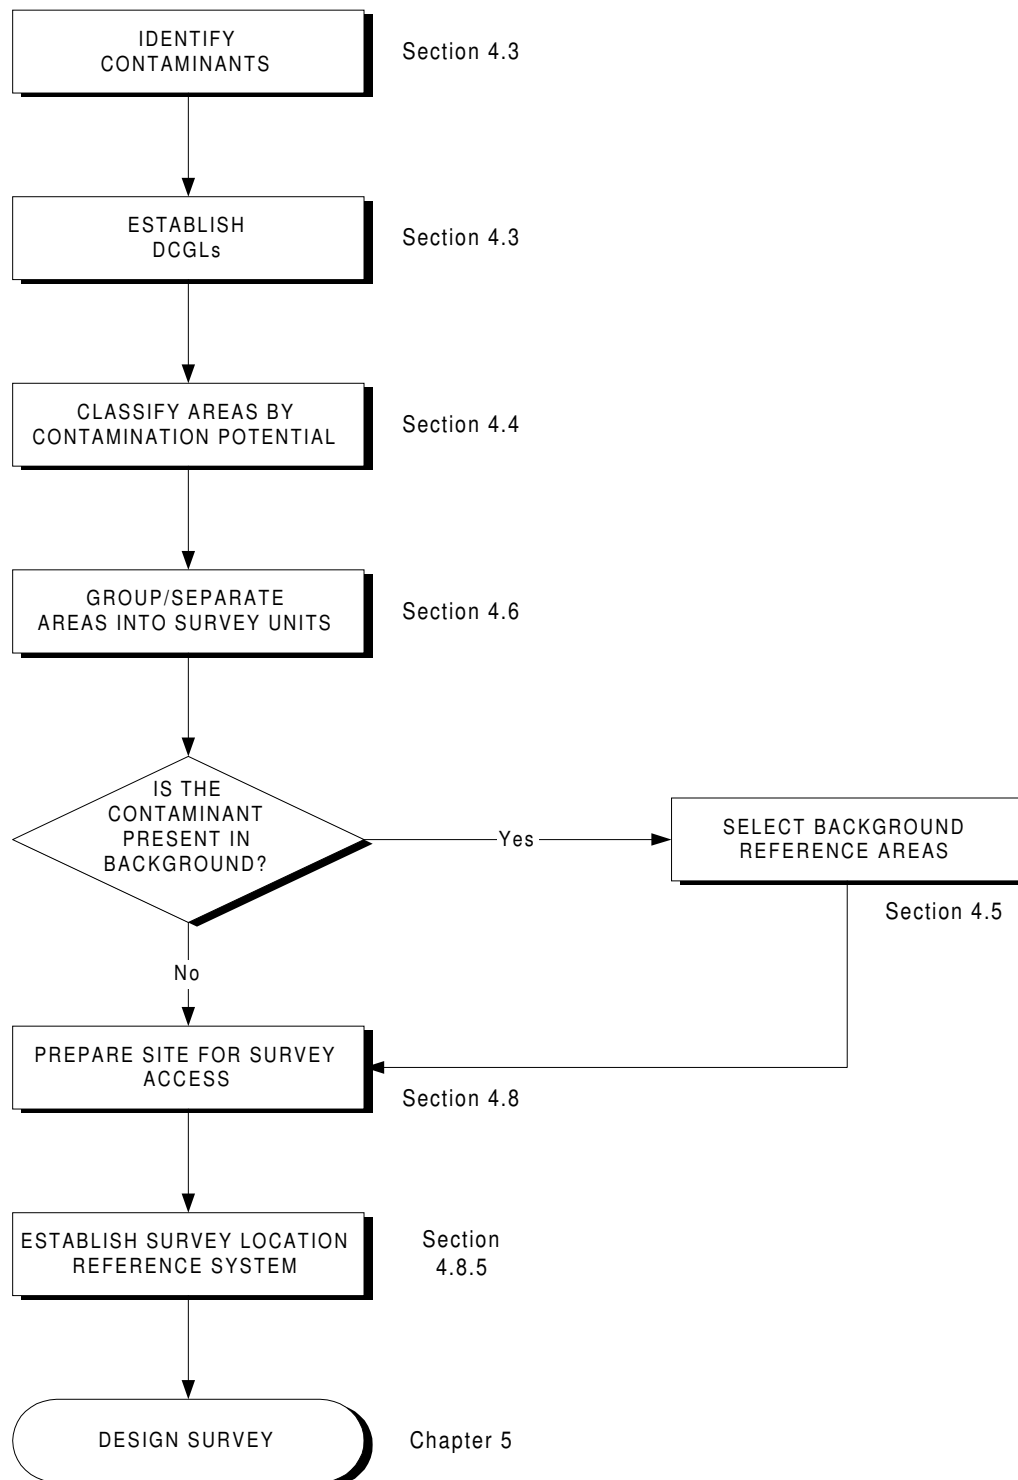 IDENTIFY
CONTAMINANTS
Section 4.3
ESTABLISH
DCGLs
Section 4.3
CLASSIFY AREAS BY
CONTAMINATION POTENTIAL
Section 4.4
GROUP/SEPARATE
AREAS INTO SURVEY UNITS
Section 4.6
IS THE
CONTAMINANT
PRESENT IN
BACKGROUND?
Yes
SELECT BACKGROUND
REFERENCE AREAS
Section 4.5
No
PREPARE SITE FOR SURVEY
ACCESS
Section 4.8
ESTABLISH SURVEY LOCATION
REFERENCE SYSTEM
Section
4.8.5
DESIGN SURVEY
Chapter 5